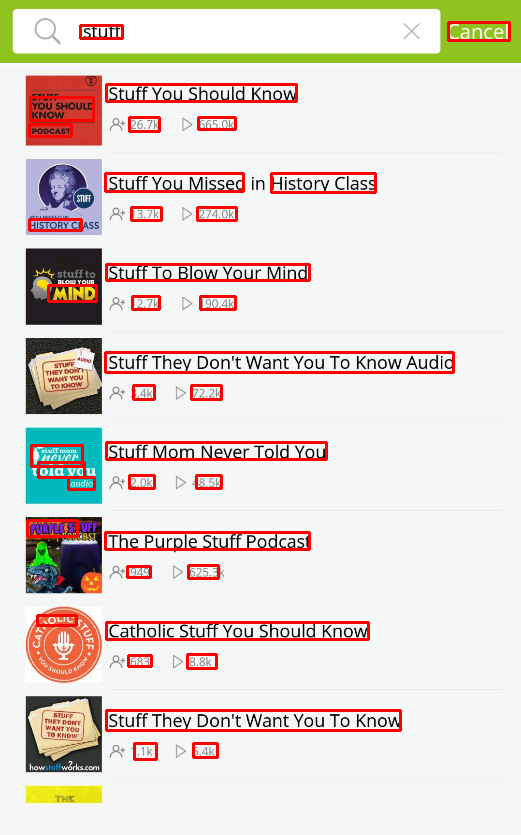 stuff Cancel
STUFF
YOU SHOULD
KNOW
PODCAST
Stuff You Should Know
26.7k 665.0k
STUFF
HISTORY CLASS
Stuff You Missed in History Class
13.7k 274.0k
stuff to
BLOW YOUR
MIND
Stuff To Blow Your Mind
12.7k 190.4k
STUFF
THEY DON'T
WANT YOU
TO KNOW
AUDIO
Stuff They Don't Want You To Know Audio
72.2k
stuff mom
never
told you
audio
Stuff Mom Never Told You
2.0k 48.5k
PURPLE STUFF
PODCAST
The Purple Stuff Podcast
949 625.3k
CATHOLIC STUFF
YOU SHOULD KNOW
Catholic Stuff You Should Know
683 8.8k
STUFF
THEY DON'T
WANT YOU
TO KNOW
howstuffworks.com
Stuff They Don't Want You To Know
1.1k 5.4k
THE